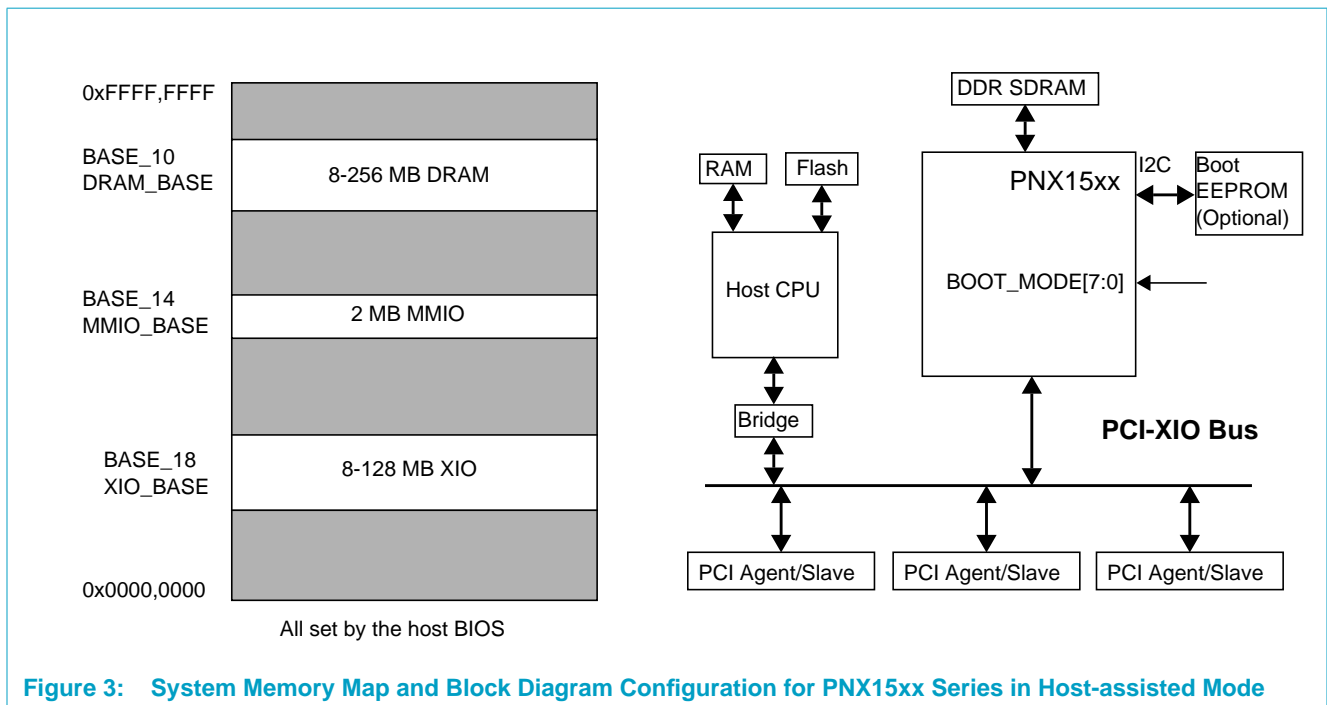 0xFFFF,FFFF
BASE_10
DRAM_BASE
8-256 MB DRAM
BASE_14
MMIO_BASE
2 MB MMIO
BASE_18
XIO_BASE
8-128 MB XIO
0x0000,0000
All set by the host BIOS
DDR SDRAM
RAM
Flash
PNX15xx
I2C
Boot
EEPROM
(Optional)
Host CPU
BOOT_MODE[7:0]
Bridge
PCI-XIO Bus
PCI Agent/Slave
PCI Agent/Slave
PCI Agent/Slave
Figure 3: System Memory Map and Block Diagram Configuration for PNX15xx Series in Host-assisted Mode